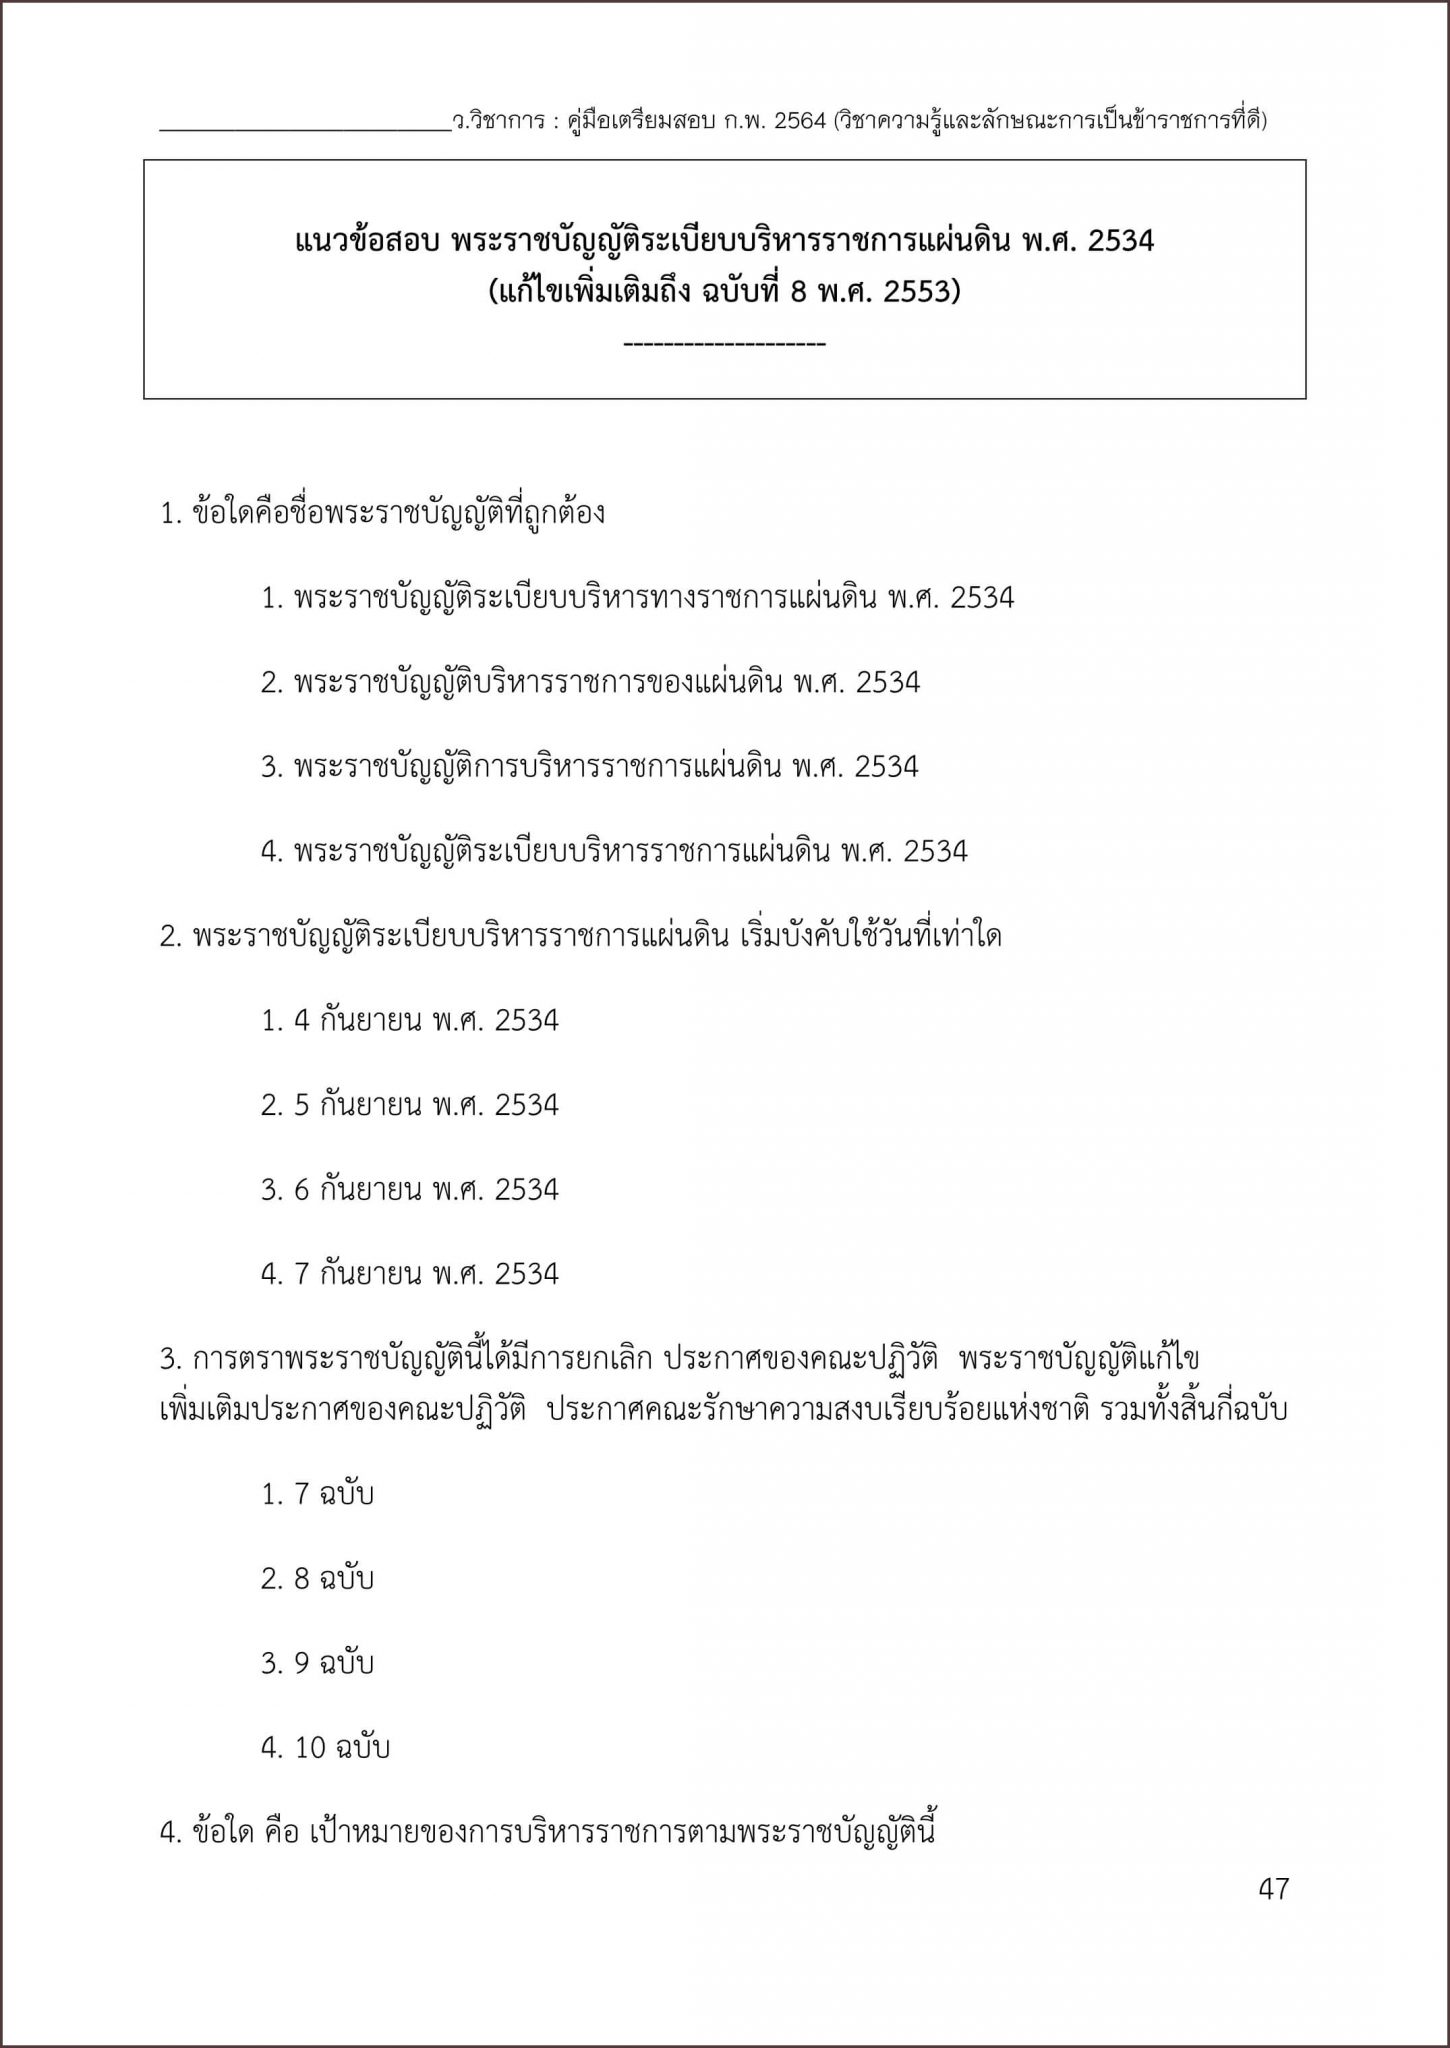 ___________________ว.วิชาการ : คู่มือเตรียมสอบ ก.พ. 2564 (วิชาความรู้และลักษณะการเป็นข้าราชการที่ดี)
แนวข้อสอบ พระราชบัญญัติระเบียบบริหารราชการแผ่นดิน พ.ศ. 2534
(แก้ไขเพิ่มเติมถึง ฉบับที่ 8 พ.ศ. 2553)
--------------------
1. ข้อใดคือชื่อพระราชบัญญัติที่ถูกต้อง
1. พระราชบัญญัติระเบียบบริหารทางราชการแผ่นดิน พ.ศ. 2534
2. พระราชบัญญัติบริหารราชการของแผ่นดิน พ.ศ. 2534
3. พระราชบัญญัติการบริหารราชการแผ่นดิน พ.ศ. 2534
4. พระราชบัญญัติระเบียบบริหารราชการแผ่นดิน พ.ศ. 2534
2. พระราชบัญญัติระเบียบบริหารราชการแผ่นดิน เริ่มบังคับใช้วันที่เท่าใด
1. 4 กันยายน พ.ศ. 2534
2. 5 กันยายน พ.ศ. 2534
3. 6 กันยายน พ.ศ. 2534
4. 7 กันยายน พ.ศ. 2534
3. การตราพระราชบัญญัตินี้ได้มีการยกเลิก ประกาศของคณะปฏิวัติ  พระราชบัญญัติแก้ไข
เพิ่มเติมประกาศของคณะปฏิวัติ  ประกาศคณะรักษาความสงบเรียบร้อยแห่งชาติ รวมทั้งสิ้นกี่ฉบับ
1. 7 ฉบับ
2. 8 ฉบับ
3. 9 ฉบับ
4. 10 ฉบับ
4. ข้อใด คือ เป้าหมายของการบริหารราชการตามพระราชบัญญัตินี้
47